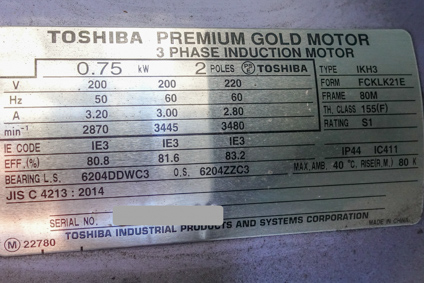 TOSHIBA PREMIUM GOLD MOTOR
3 PHASE INDUCTION MOTOR
0.75 kW 2 POLES TOSHIBA TYPE IKH3
V 200 200 220 FORM FCKLK21E
Hz 50 60 60 FRAME 80M
A 3.20 3.00 2.80 TH. CLASS 155(F)
min⁻¹ 2870 3445 3480 RATING S1
IE CODE IE3 IE3 IE3 IP44 IC411
EFF.(%) 80.8 81.6 83.2 MAX.AMB. 40 °C. RISE(R.M.) 80 K
BEARING L.S. 6204DDWC3 O.S. 6204ZZC3
JIS C 4213 : 2014
SERIAL NO. MADE IN CHINA
TOSHIBA INDUSTRIAL PRODUCTS AND SYSTEMS CORPORATION
M 22780